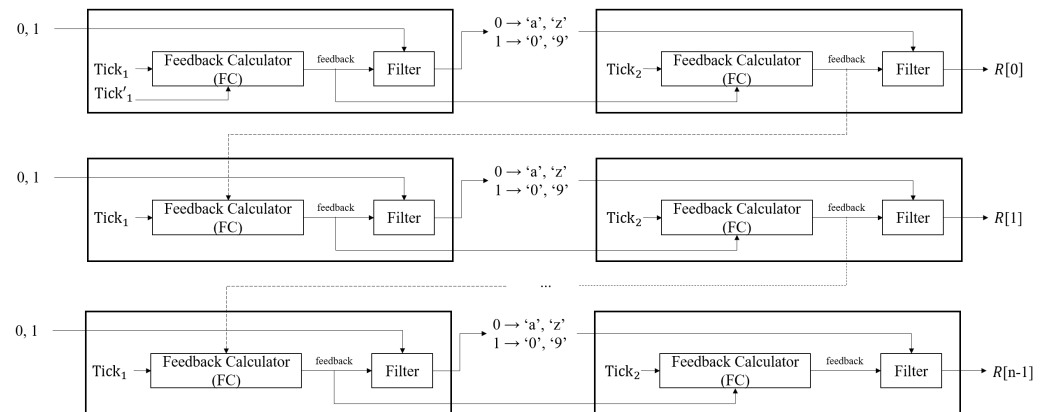 0, 1
0 → ‘a’, ‘z’
1 → ‘0’, ‘9’
Tick₁
Tick′₁
Feedback Calculator
(FC)
feedback
Filter
Tick₂
Feedback Calculator
(FC)
feedback
Filter
R[0]
0, 1
0 → ‘a’, ‘z’
1 → ‘0’, ‘9’
Tick₁
Feedback Calculator
(FC)
feedback
Filter
Tick₂
Feedback Calculator
(FC)
feedback
Filter
R[1]
...
0, 1
0 → ‘a’, ‘z’
1 → ‘0’, ‘9’
Tick₁
Feedback Calculator
(FC)
feedback
Filter
Tick₂
Feedback Calculator
(FC)
feedback
Filter
R[n-1]